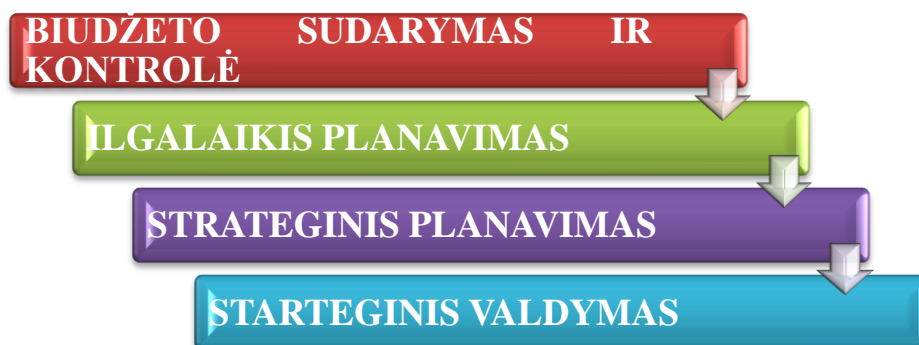 BIUDŽETO SUDARYMAS IR
KONTROLĖ
ILGALAIKIS PLANAVIMAS
STRATEGINIS PLANAVIMAS
STARTEGINIS VALDYMAS